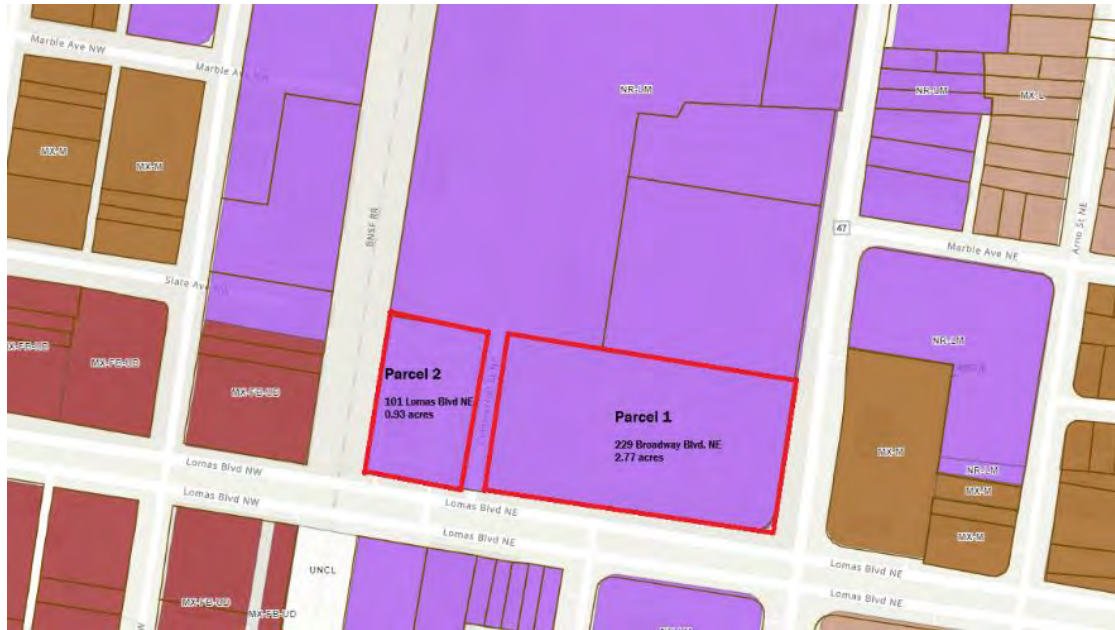 Marble Ave NW
Marble Ave NW
NR-LM
NR-LM
MX-L
MX-M
MX-M
BNSF RR
47
Arno St NE
Marble Ave NE
Slate Ave NW
MX-FB-UD
MX-FB-UD
MX-FB-UD
Parcel 2
101 Lomas Blvd NE
0.93 acres
Parcel 1
229 Broadway Blvd. NE
2.77 acres
NR-LM
MX-M
NR-LM
MX-M
MX-M
Lomas Blvd NW
Lomas Blvd NW
Lomas Blvd NE
Lomas Blvd NE
Lomas Blvd NE
Lomas Blvd NE
UNCL
MX-FB-UD
MX-FB-UD